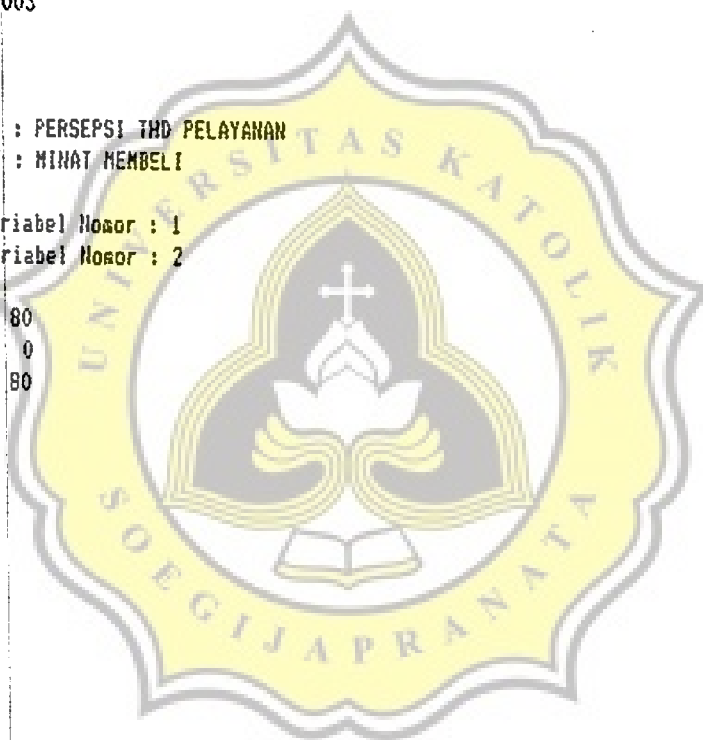 003
: PERSEPSI THD PELAYANAN
: MINAT MEMBELI
riabel Nomor : 1
riabel Nomor : 2
80
0
80
UNIVERSITAS KATOLIK
SOEGIJAPRANATA